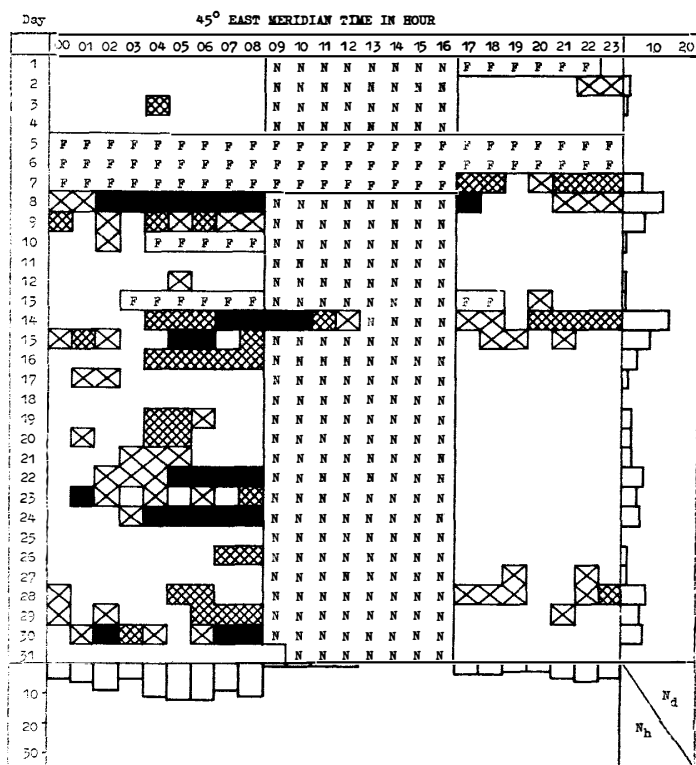 Day 45° EAST MERIDIAN TIME IN HOUR
00 01 02 03 04 05 06 07 08 09 10 11 12 13 14 15 16 17 18 19 20 21 22 23 10 20
1 N N N N N N N N F F F F F F
2 N N N N N N N N
3 N N N N N N N N
4 N N N N N N N N
5 F F F F F F F F F F F F F F F F F F F F F F F F
6 F F F F F F F F F F F F F F F F F F F F F F F F
7 F F F F F F F F F F F F F F F F F
8 N N N N N N N N
9 N N N N N N N N
10 F F F F F N N N N N N N N
11 N N N N N N N N
12 N N N N N N N N
13 F F F F F F N N N N N N N N F F
14 N N N N
15 N N N N N N N N
16 N N N N N N N N
17 N N N N N N N N
18 N N N N N N N N
19 N N N N N N N N
20 N N N N N N N N
21 N N N N N N N N
22 N N N N N N N N
23 N N N N N N N N
24 N N N N N N N N
25 N N N N N N N N
26 N N N N N N N N
27 N N N N N N N N
28 N N N N N N N N
29 N N N N N N N N
30 N N N N N N N N
31 N N N N N N N
10
20
30
Nd
Nh